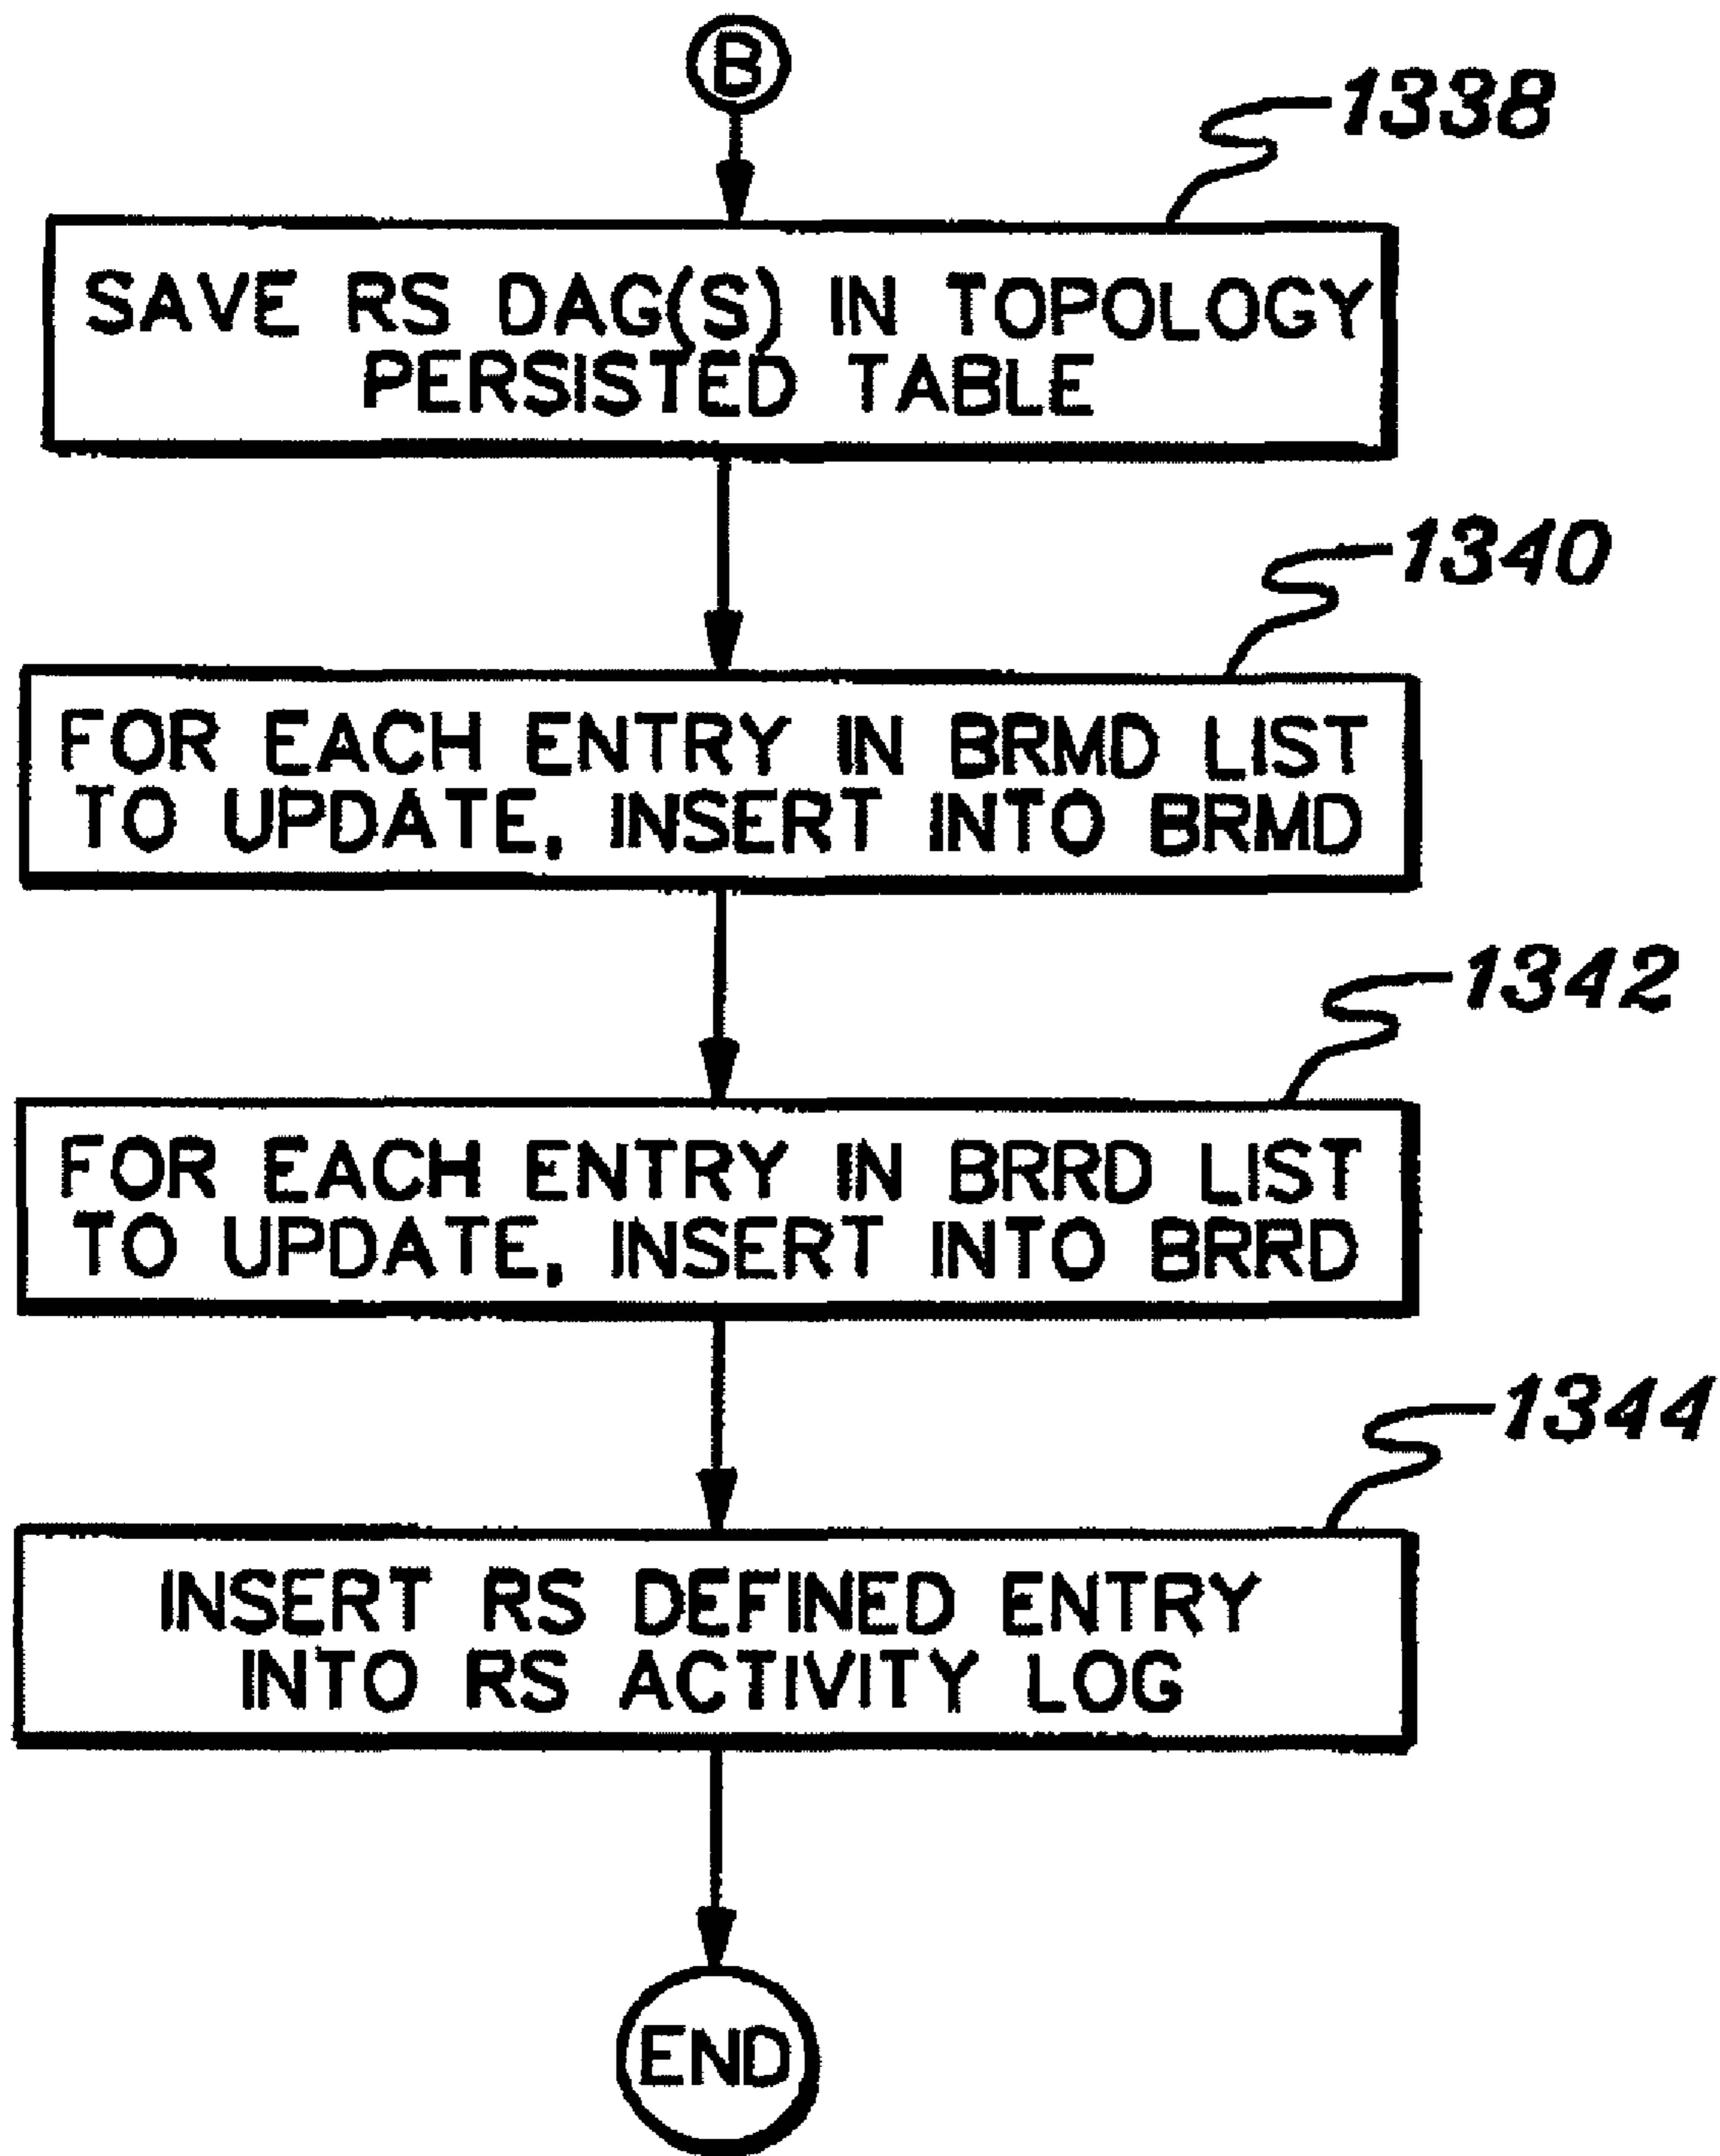 B
1338
SAVE RS DAG(S) IN TOPOLOGY
PERSISTED TABLE
1340
FOR EACH ENTRY IN BRMD LIST
TO UPDATE, INSERT INTO BRMD
1342
FOR EACH ENTRY IN BRRD LIST
TO UPDATE, INSERT INTO BRRD
1344
INSERT RS DEFINED ENTRY
INTO RS ACTIVITY LOG
END